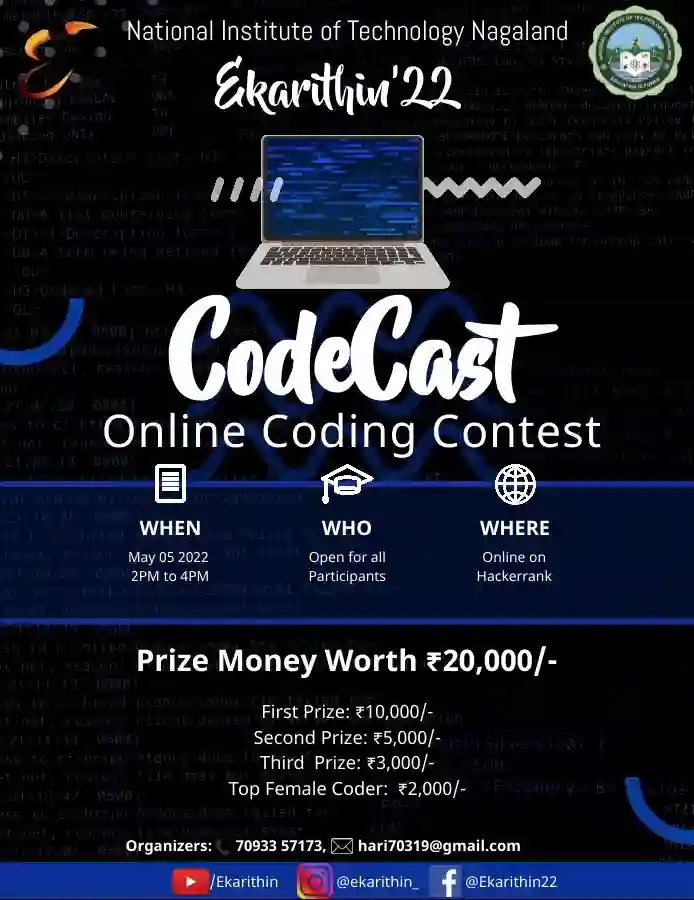 National Institute of Technology Nagaland
Ekarithin'22
CodeCast
Online Coding Contest
WHEN
May 05 2022
2PM to 4PM
WHO
Open for all
Participants
WHERE
Online on
Hackerrank
Prize Money Worth ₹20,000/-
First Prize: ₹10,000/-
Second Prize: ₹5,000/-
Third Prize: ₹3,000/-
Top Female Coder: ₹2,000/-
Organizers: 70933 57173, hari70319@gmail.com
/Ekarithin @ekarithin_ @Ekarithin22